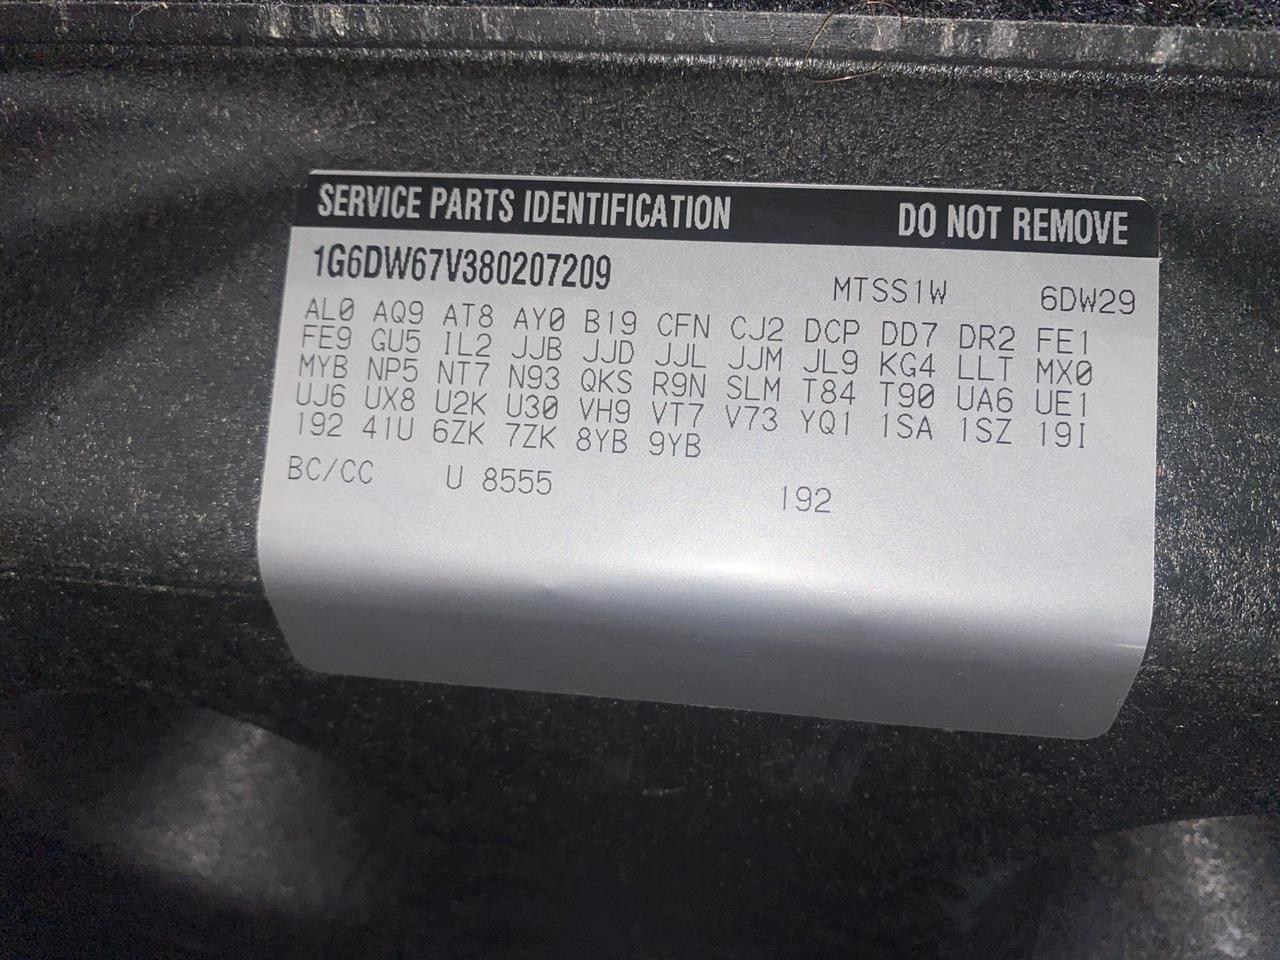 SERVICE PARTS IDENTIFICATION DO NOT REMOVE
1G6DW67V380207209 MTSS1W 6DW29
AL0 AQ9 AT8 AY0 B19 CFN CJ2 DCP DD7 DR2 FE1
FE9 GU5 IL2 JJB JJD JJL JJM JL9 KG4 LLT MX0
MYB NP5 NT7 N93 QKS R9N SLM T84 T90 UA6 UE1
UJ6 UX8 U2K U30 VH9 VT7 V73 YQ1 1SA 1SZ 19I
192 41U 6ZK 7ZK 8YB 9YB
BC/CC U 8555 192